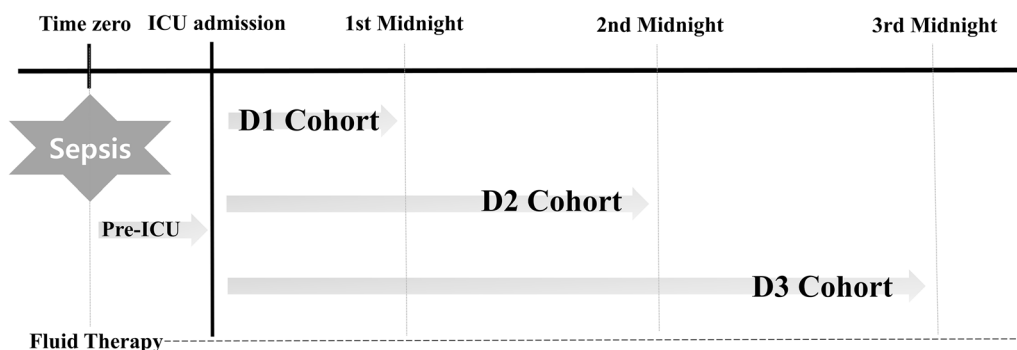 Time zero
ICU admission
1st Midnight
2nd Midnight
3rd Midnight
D1 Cohort
Sepsis
D2 Cohort
Pre-ICU
D3 Cohort
Fluid Therapy